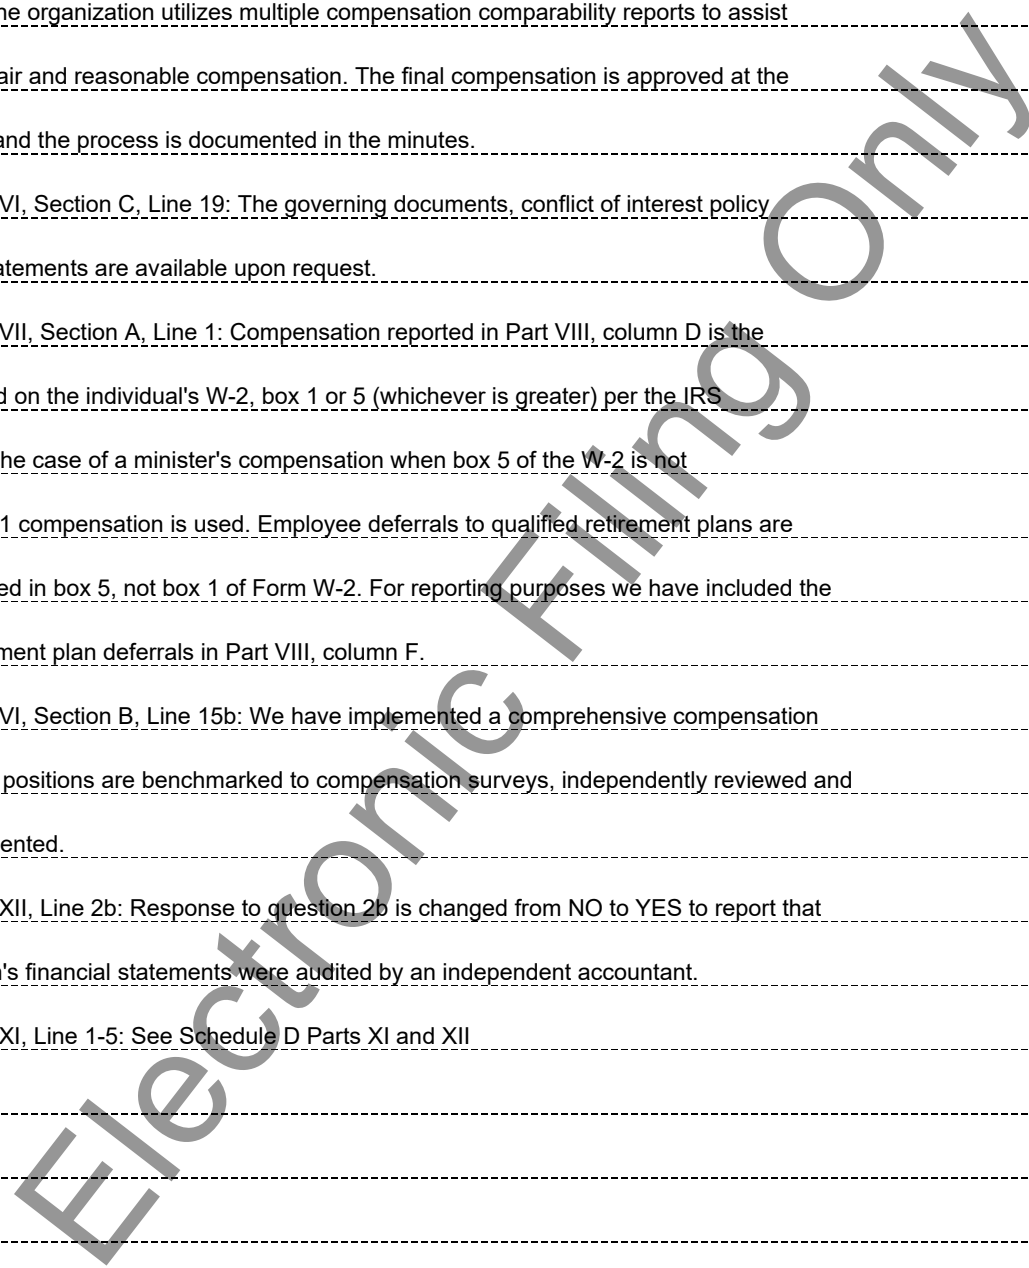 he organization utilizes multiple compensation comparability reports to assist
air and reasonable compensation. The final compensation is approved at the
and the process is documented in the minutes.
VI, Section C, Line 19: The governing documents, conflict of interest policy
atements are available upon request.
VII, Section A, Line 1: Compensation reported in Part VIII, column D is the
d on the individual's W-2, box 1 or 5 (whichever is greater) per the IRS
he case of a minister's compensation when box 5 of the W-2 is not
1 compensation is used. Employee deferrals to qualified retirement plans are
ed in box 5, not box 1 of Form W-2. For reporting purposes we have included the
ment plan deferrals in Part VIII, column F.
VI, Section B, Line 15b: We have implemented a comprehensive compensation
positions are benchmarked to compensation surveys, independently reviewed and
ented.
XII, Line 2b: Response to question 2b is changed from NO to YES to report that
's financial statements were audited by an independent accountant.
XI, Line 1-5: See Schedule D Parts XI and XII
Electronic Filing Only